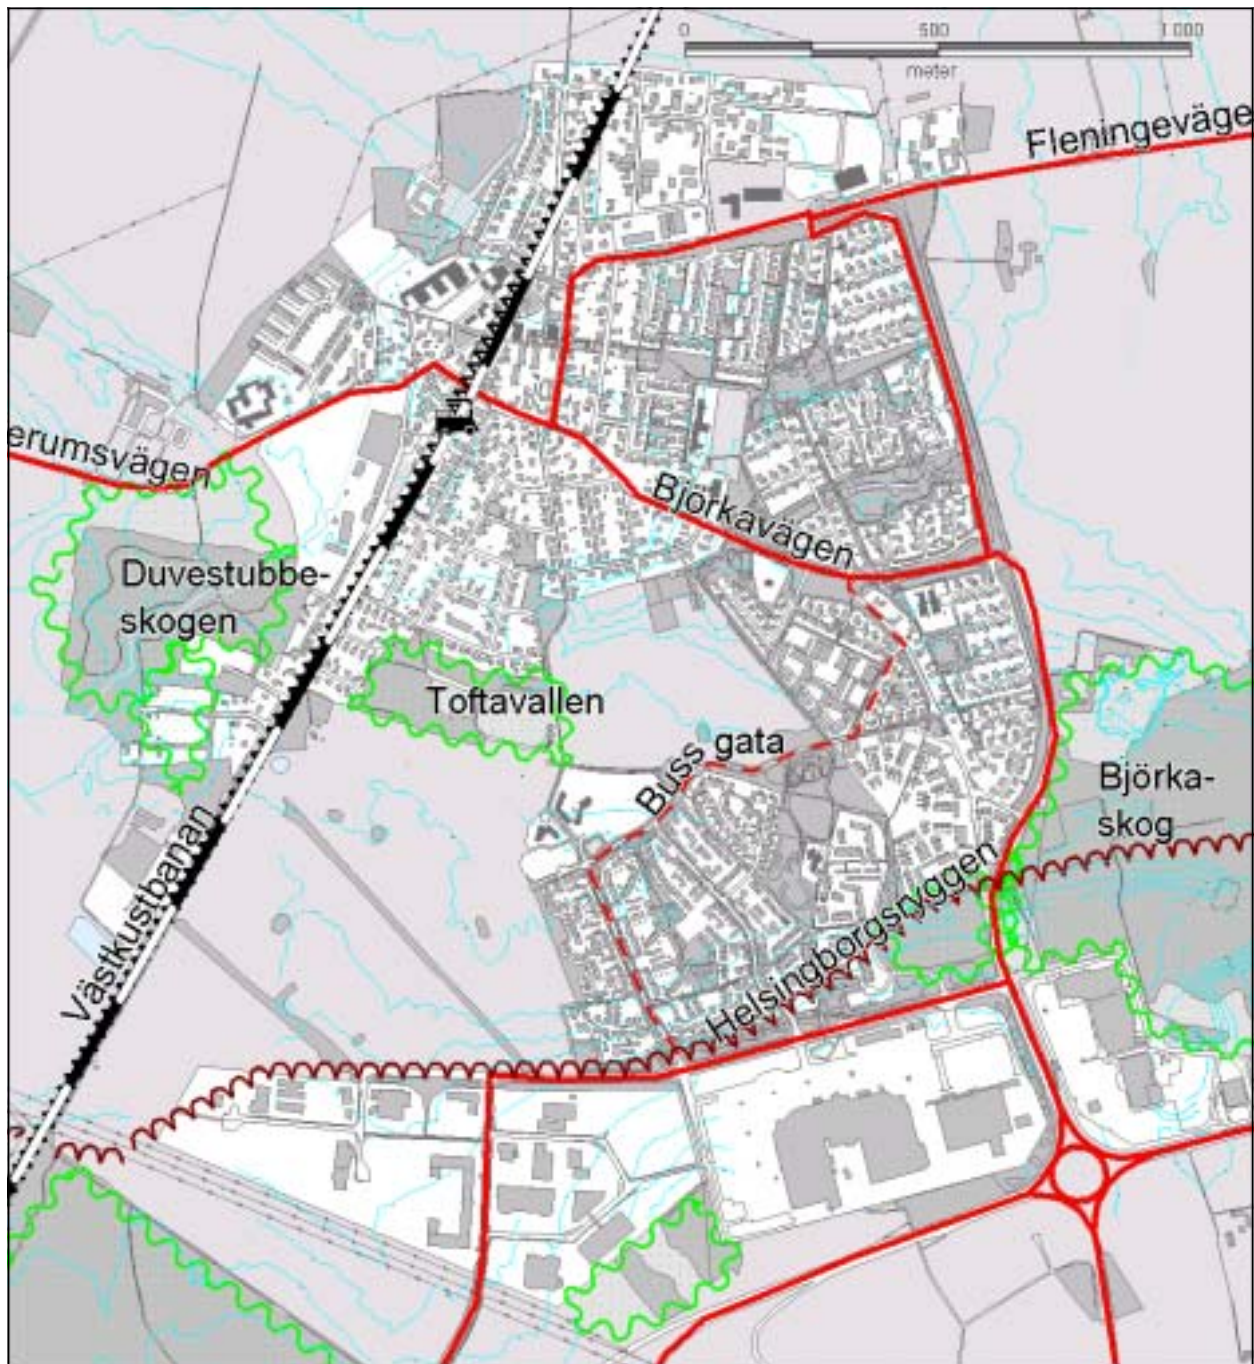 0 500 1 000
meter
Fleningeväge
erumsvägen
Björkavägen
Duvestubbe-
skogen
Toftavallen
Buss gata
Björka-
skog
Västkustbanan
Helsingborgsryggen